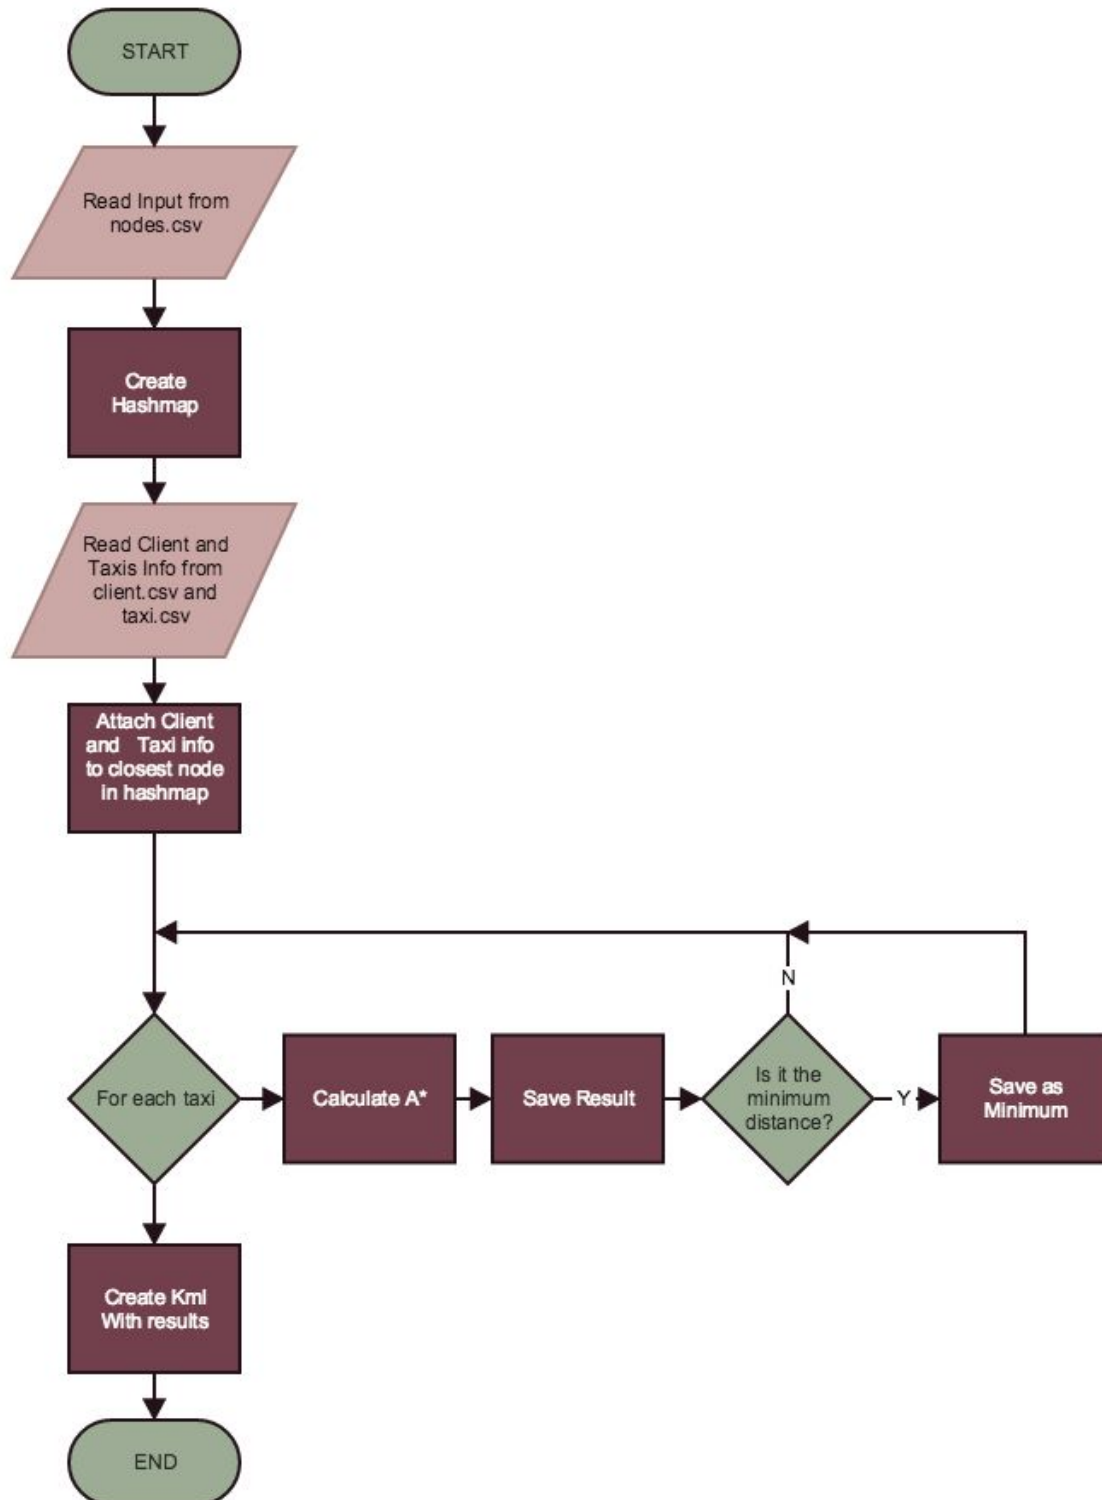 START
Read Input from
nodes.csv
Create
Hashmap
Read Client and
Taxis Info from
client.csv and
taxi.csv
Attach Client
and Taxi info
to closest node
in hashmap
N
For each taxi
Calculate A*
Save Result
Is it the
minimum
distance?
Y
Save as
Minimum
Create Kml
With results
END